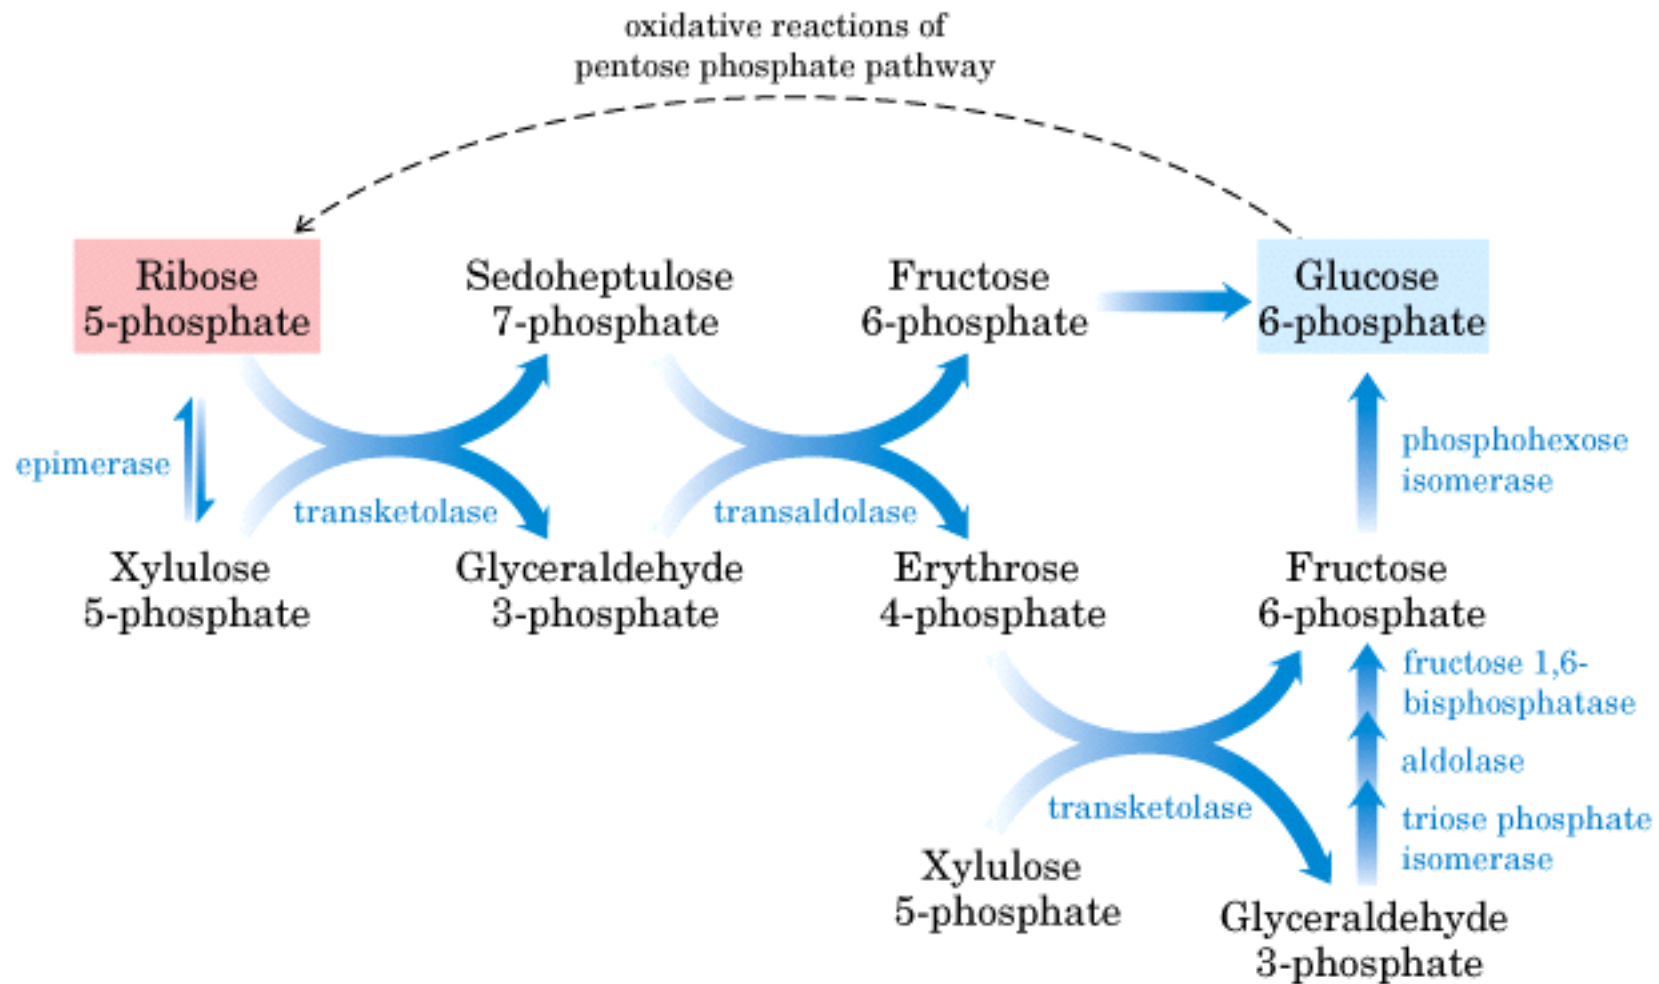 oxidative reactions of
pentose phosphate pathway
Ribose
5-phosphate
Sedoheptulose
7-phosphate
Fructose
6-phosphate
Glucose
6-phosphate
epimerase
transketolase
transaldolase
phosphohexose
isomerase
Xylulose
5-phosphate
Glyceraldehyde
3-phosphate
Erythrose
4-phosphate
Fructose
6-phosphate
fructose 1,6-
bisphosphatase
aldolase
transketolase
triose phosphate
isomerase
Xylulose
5-phosphate
Glyceraldehyde
3-phosphate